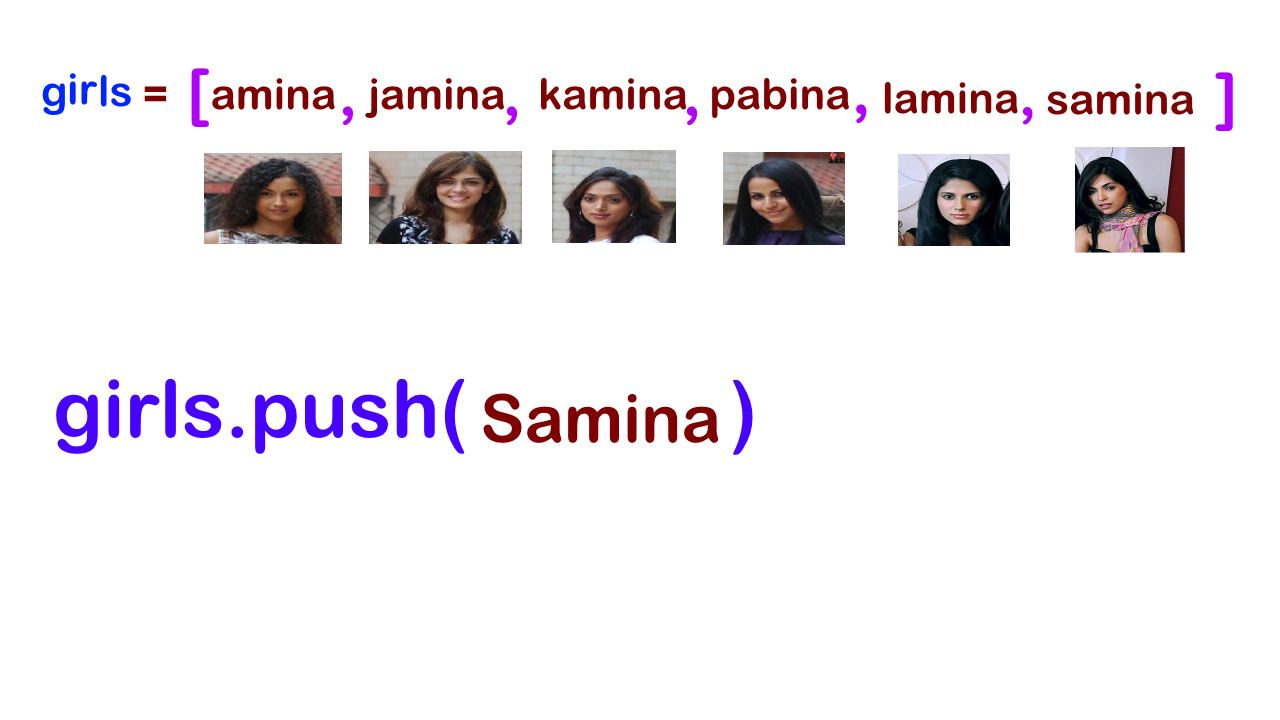 girls = [amina, jamina, kamina, pabina, lamina, samina ]
girls.push( Samina )